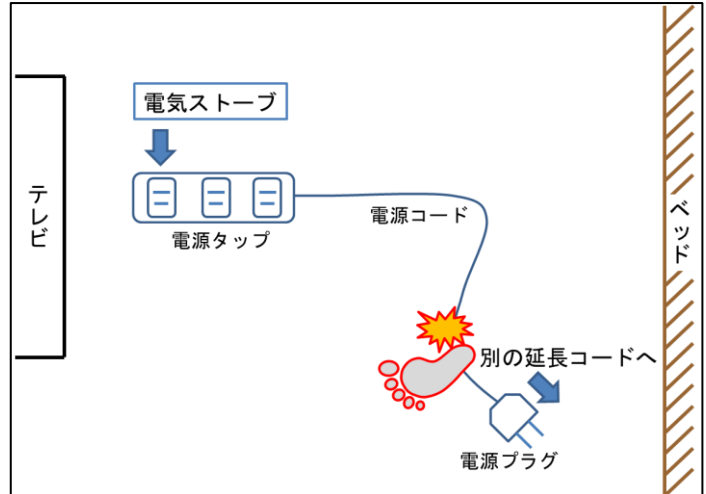 電気ストーブ
テレビ
電源タップ
電源コード
ベッド
別の延長コードへ
電源プラグ